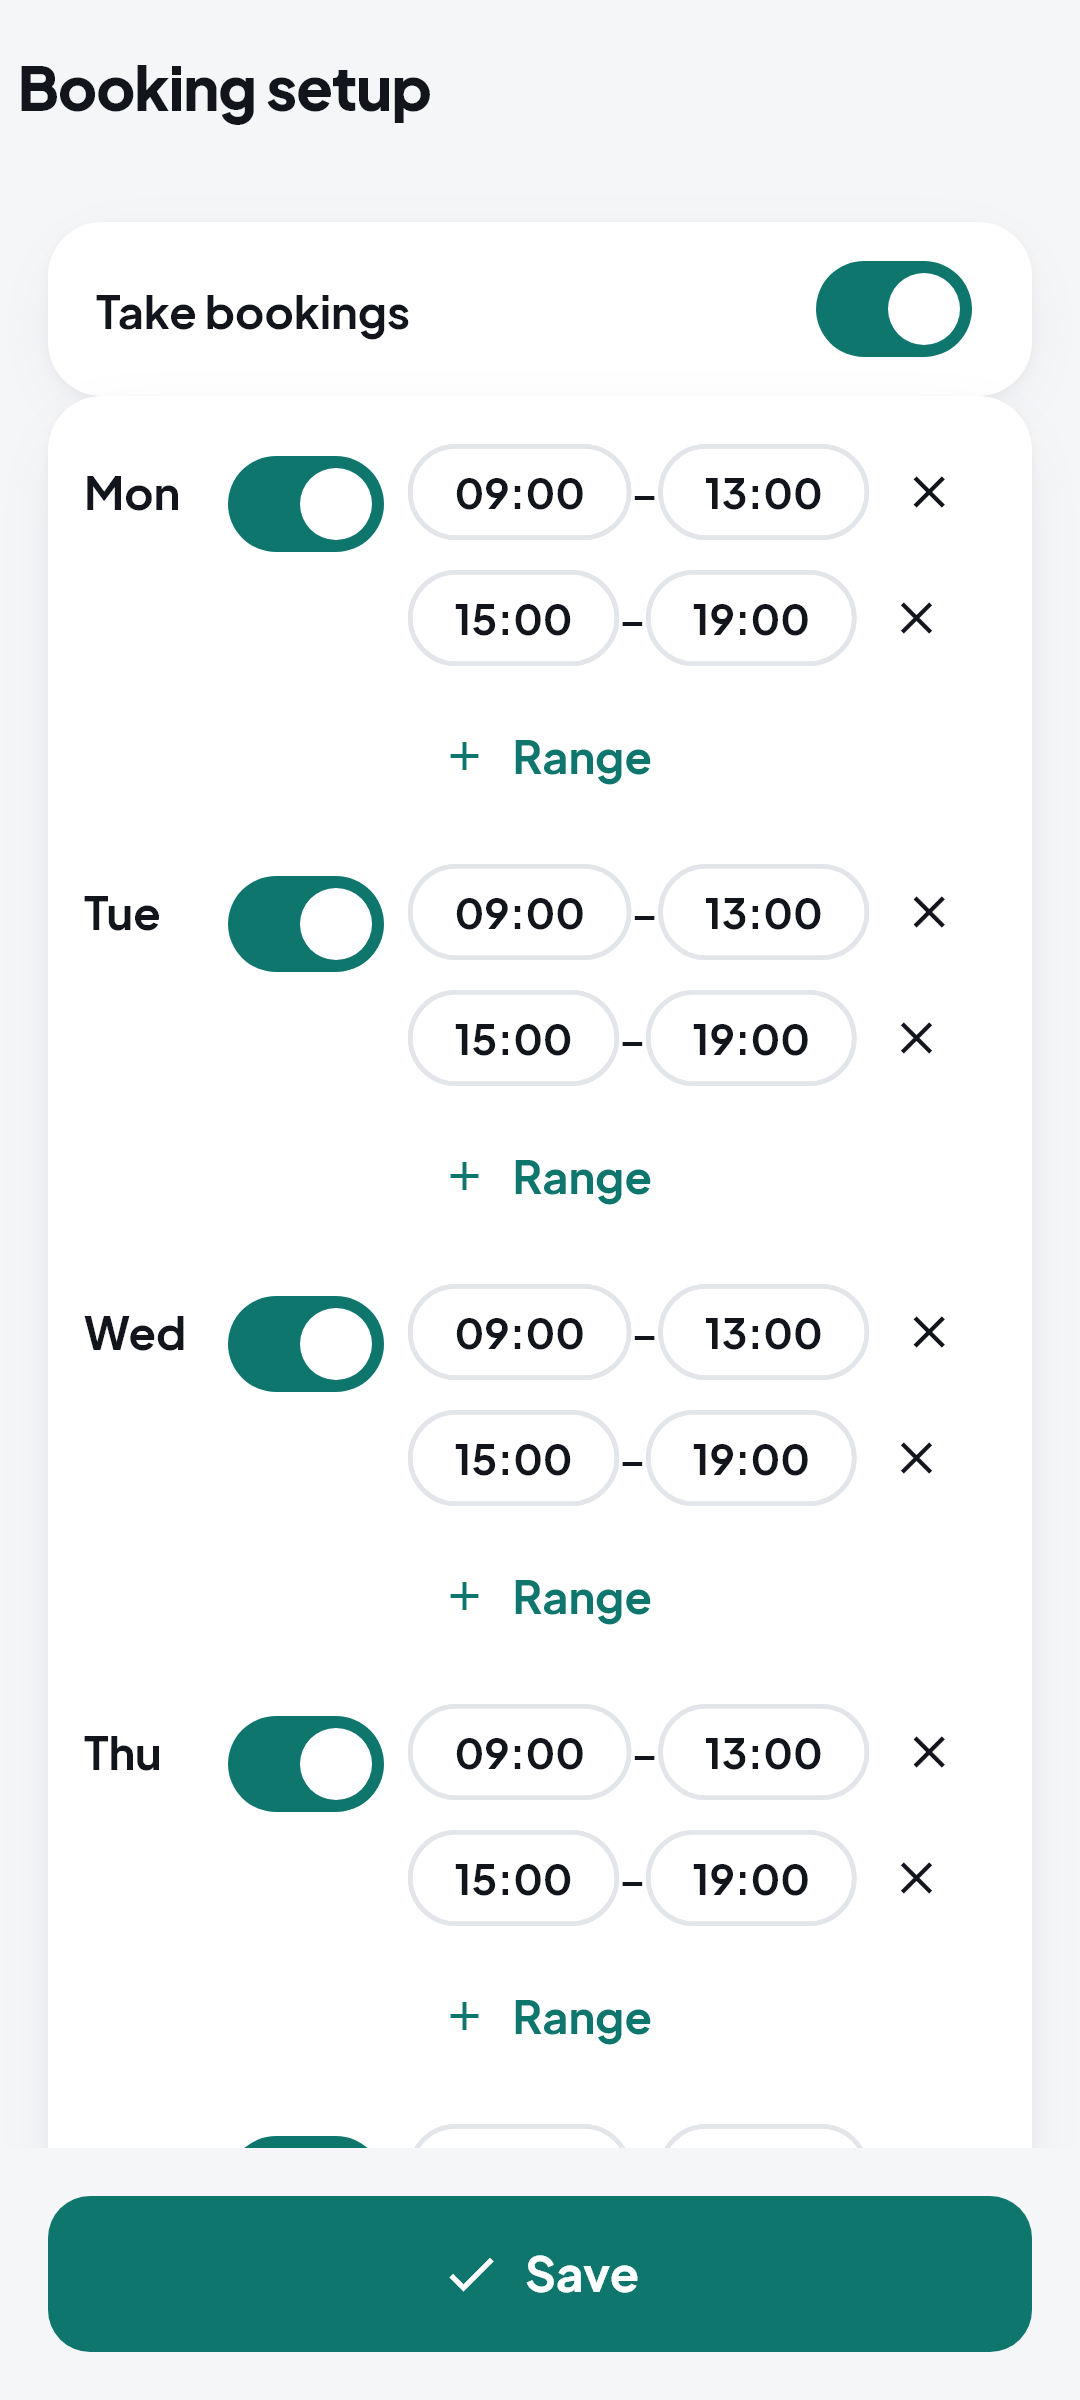 Booking setup
Take bookings
Mon 09:00 – 13:00
15:00 – 19:00
+ Range
Tue 09:00 – 13:00
15:00 – 19:00
+ Range
Wed 09:00 – 13:00
15:00 – 19:00
+ Range
Thu 09:00 – 13:00
15:00 – 19:00
+ Range
Save